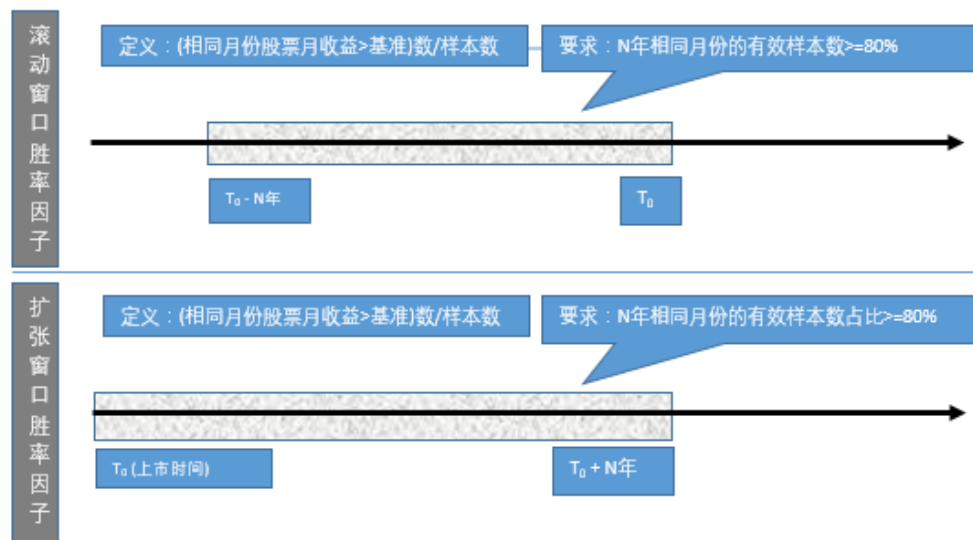 滚动窗口胜率因子
定义：(相同月份股票月收益>基准)数/样本数
要求：N年相同月份的有效样本数>=80%
T₀ - N年
T₀
扩张窗口胜率因子
定义：(相同月份股票月收益>基准)数/样本数
要求：N年相同月份的有效样本数占比>=80%
T₀ (上市时间)
T₀ + N年